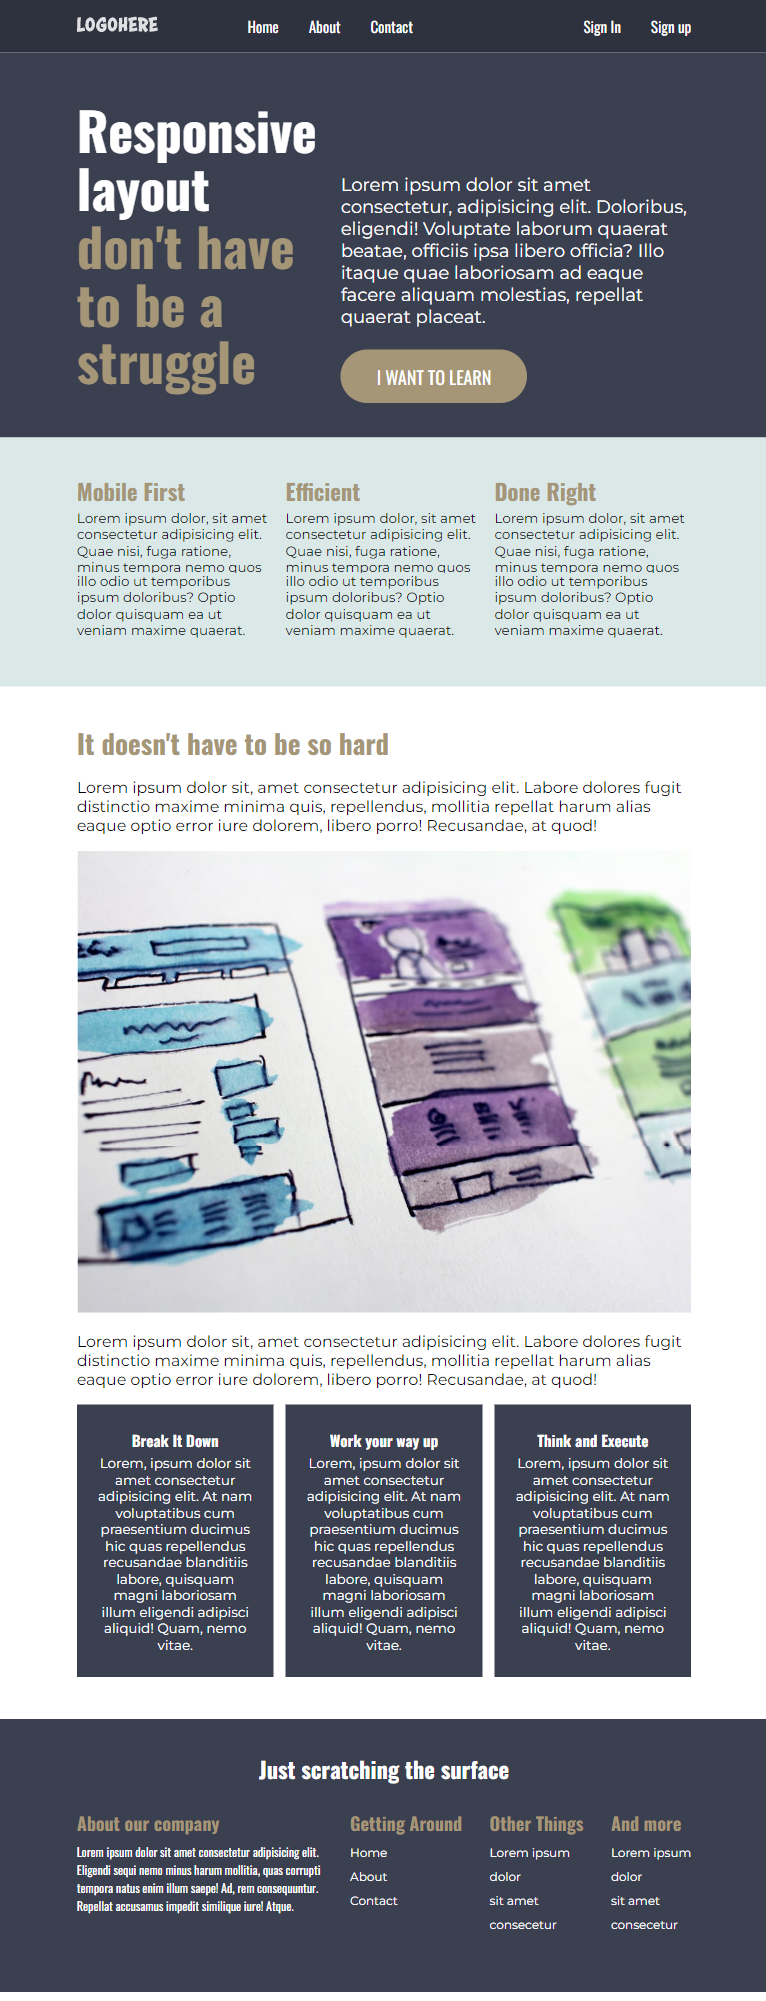 LOGOHERE
Home
About
Contact
Sign In
Sign up
Responsive
layout
don't have
to be a
struggle
Lorem ipsum dolor sit amet
consectetur, adipisicing elit. Doloribus,
eligendi! Voluptate laborum quaerat
beatae, officiis ipsa libero officia? Illo
itaque quae laboriosam ad eaque
facere aliquam molestias, repellat
quaerat placeat.
I WANT TO LEARN
Mobile First
Lorem ipsum dolor, sit amet
consectetur adipisicing elit.
Quae nisi, fuga ratione,
minus tempora nemo quos
illo odio ut temporibus
ipsum doloribus? Optio
dolor quisquam ea ut
veniam maxime quaerat.
Efficient
Lorem ipsum dolor, sit amet
consectetur adipisicing elit.
Quae nisi, fuga ratione,
minus tempora nemo quos
illo odio ut temporibus
ipsum doloribus? Optio
dolor quisquam ea ut
veniam maxime quaerat.
Done Right
Lorem ipsum dolor, sit amet
consectetur adipisicing elit.
Quae nisi, fuga ratione,
minus tempora nemo quos
illo odio ut temporibus
ipsum doloribus? Optio
dolor quisquam ea ut
veniam maxime quaerat.
It doesn't have to be so hard
Lorem ipsum dolor sit, amet consectetur adipisicing elit. Labore dolores fugit
distinctio maxime minima quis, repellendus, mollitia repellat harum alias
eaque optio error iure dolorem, libero porro! Recusandae, at quod!
Lorem ipsum dolor sit, amet consectetur adipisicing elit. Labore dolores fugit
distinctio maxime minima quis, repellendus, mollitia repellat harum alias
eaque optio error iure dolorem, libero porro! Recusandae, at quod!
Break It Down
Lorem, ipsum dolor sit
amet consectetur
adipisicing elit. At nam
voluptatibus cum
praesentium ducimus
hic quas repellendus
recusandae blanditiis
labore, quisquam
magni laboriosam
illum eligendi adipisci
aliquid! Quam, nemo
vitae.
Work your way up
Lorem, ipsum dolor sit
amet consectetur
adipisicing elit. At nam
voluptatibus cum
praesentium ducimus
hic quas repellendus
recusandae blanditiis
labore, quisquam
magni laboriosam
illum eligendi adipisci
aliquid! Quam, nemo
vitae.
Think and Execute
Lorem, ipsum dolor sit
amet consectetur
adipisicing elit. At nam
voluptatibus cum
praesentium ducimus
hic quas repellendus
recusandae blanditiis
labore, quisquam
magni laboriosam
illum eligendi adipisci
aliquid! Quam, nemo
vitae.
Just scratching the surface
About our company
Lorem ipsum dolor sit amet consectetur adipisicing elit.
Eligendi sequi nemo minus harum mollitia, quas corrupti
tempora natus enim illum saepe! Ad, rem consequuntur.
Repellat accusamus impedit similique iure! Atque.
Getting Around
Home
About
Contact
Other Things
Lorem ipsum
dolor
sit amet
consecetur
And more
Lorem ipsum
dolor
sit amet
consecetur